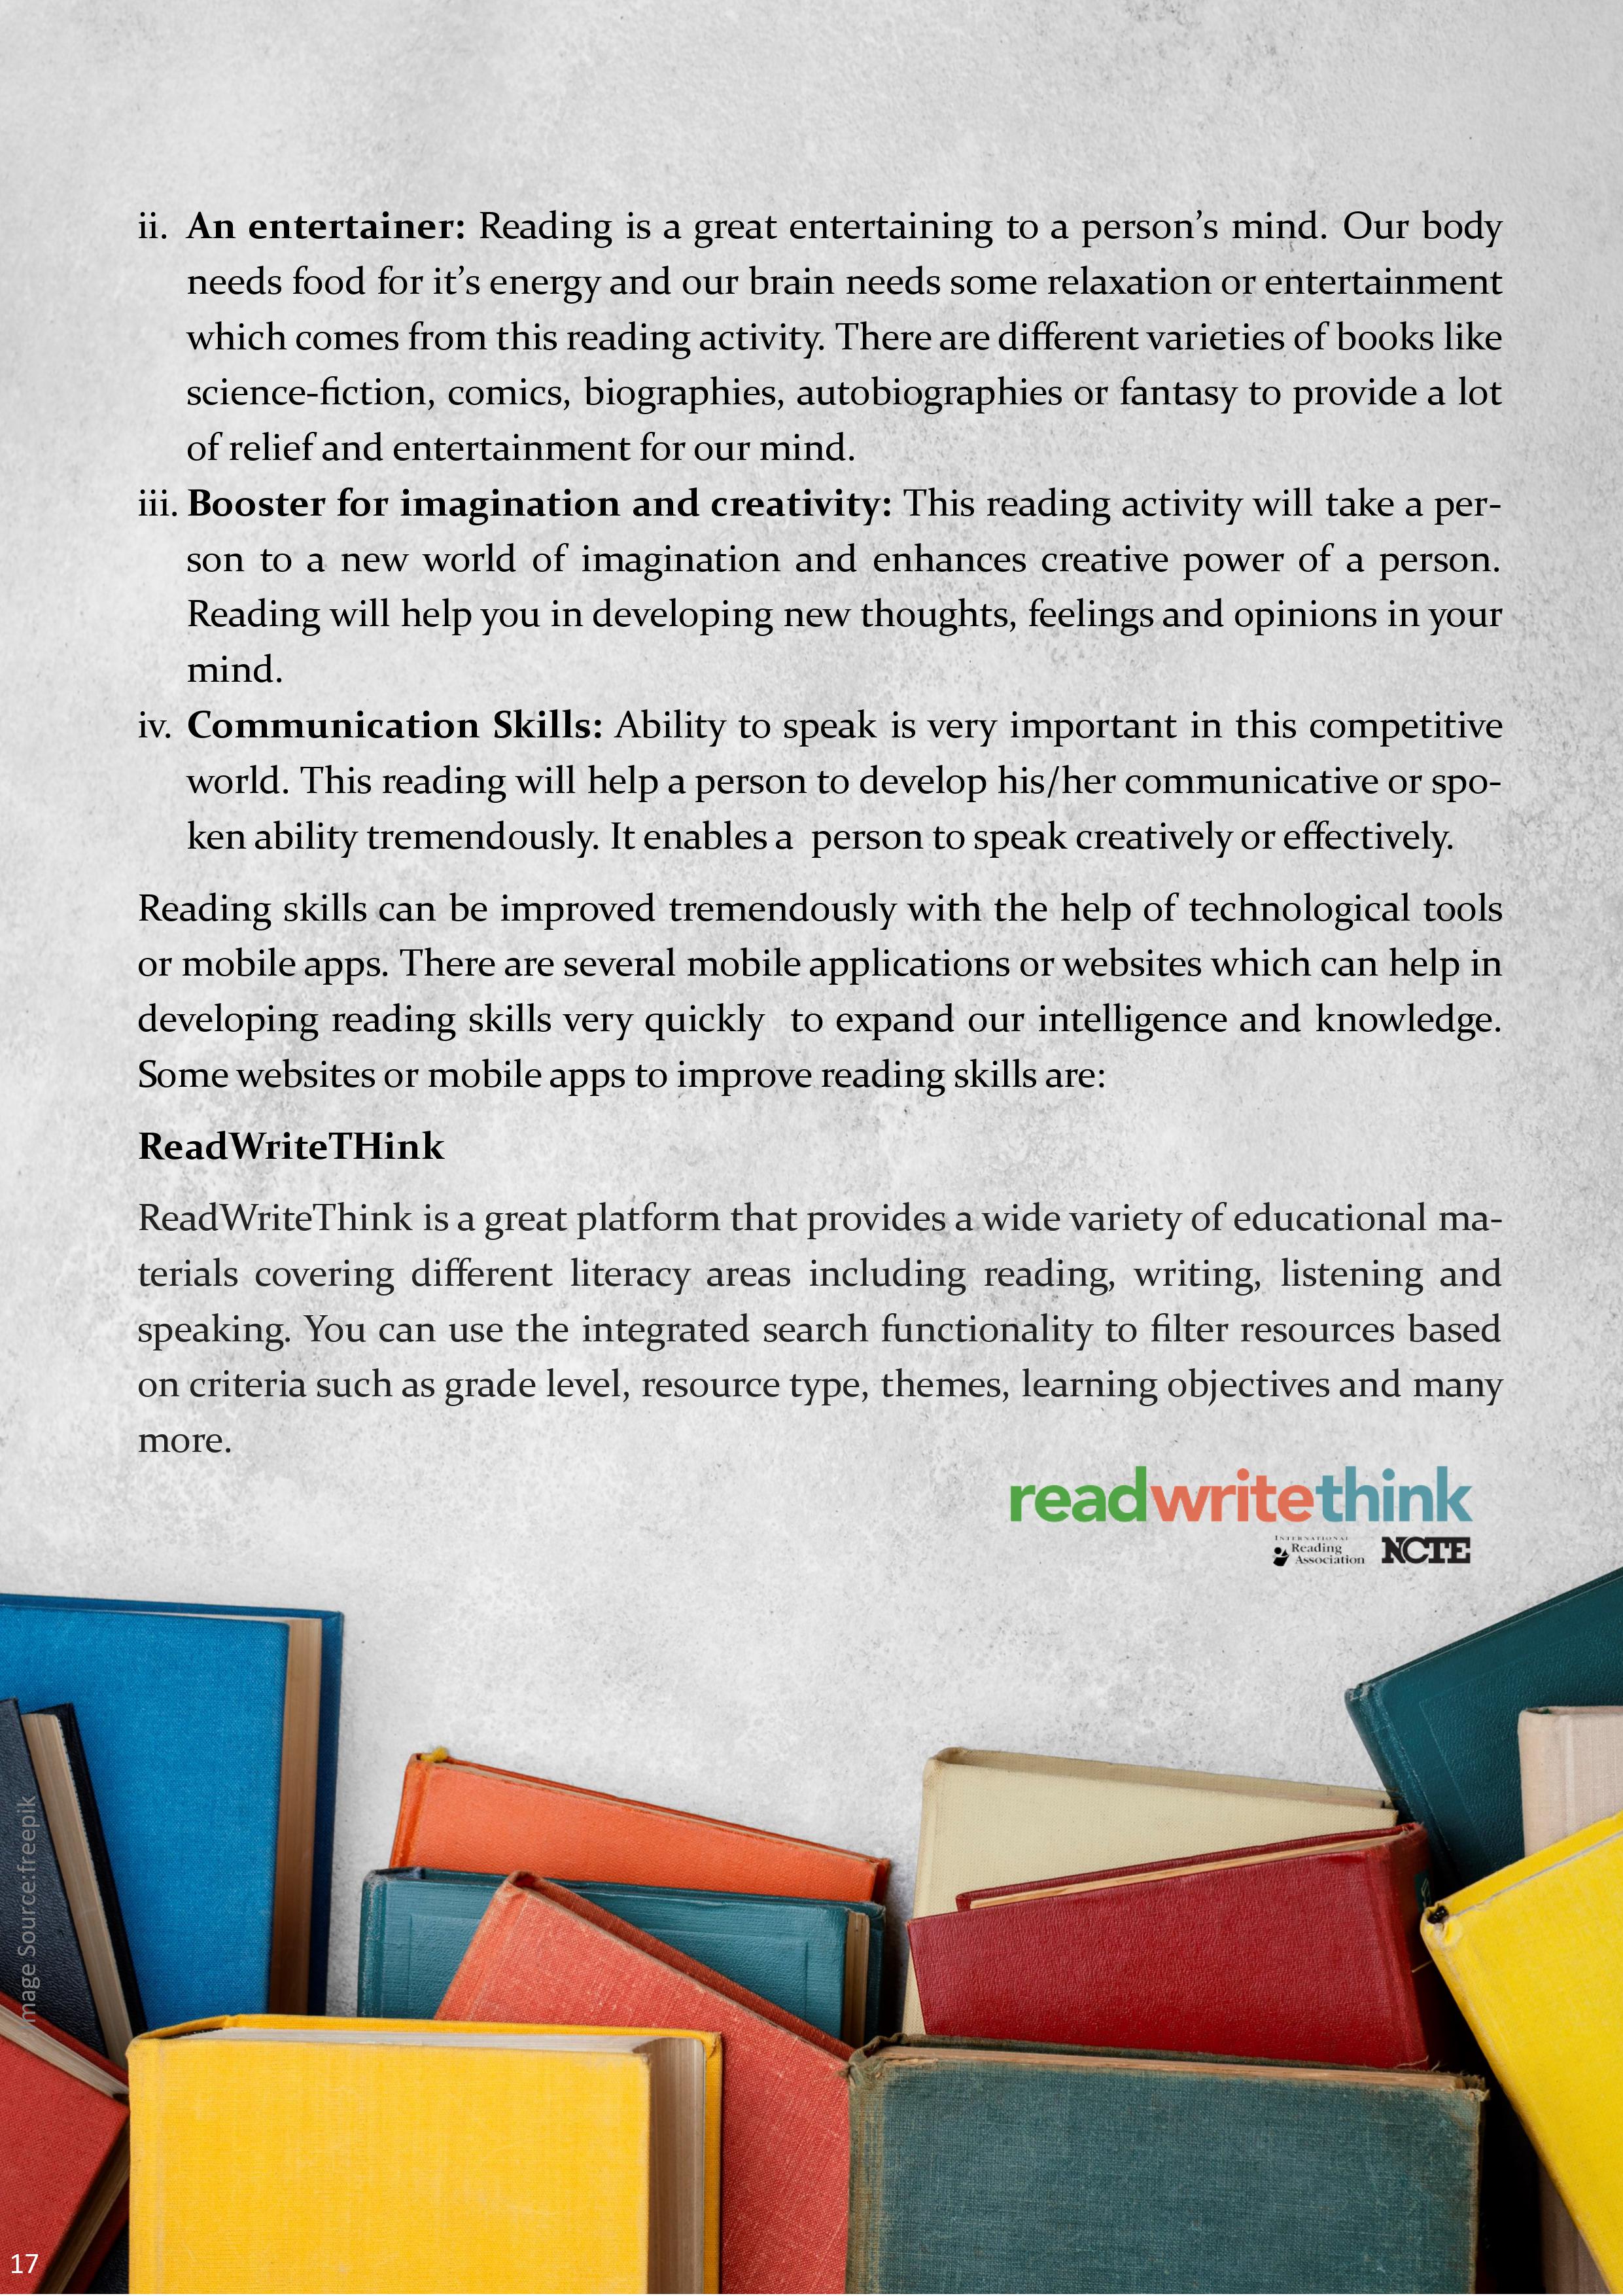 ii. An entertainer: Reading is a great entertaining to a person’s mind. Our body
needs food for it’s energy and our brain needs some relaxation or entertainment
which comes from this reading activity. There are different varieties of books like
science-fiction, comics, biographies, autobiographies or fantasy to provide a lot
of relief and entertainment for our mind.
iii. Booster for imagination and creativity: This reading activity will take a per-
son to a new world of imagination and enhances creative power of a person.
Reading will help you in developing new thoughts, feelings and opinions in your
mind.
iv. Communication Skills: Ability to speak is very important in this competitive
world. This reading will help a person to develop his/her communicative or spo-
ken ability tremendously. It enables a  person to speak creatively or effectively.
Reading skills can be improved tremendously with the help of technological tools
or mobile apps. There are several mobile applications or websites which can help in
developing reading skills very quickly  to expand our intelligence and knowledge.
Some websites or mobile apps to improve reading skills are:
ReadWriteTHink
ReadWriteThink is a great platform that provides a wide variety of educational ma-
terials covering different literacy areas including reading, writing, listening and
speaking. You can use the integrated search functionality to filter resources based
on criteria such as grade level, resource type, themes, learning objectives and many
more.
readwritethink
International
Reading
Association
NCTE
mage Source:freepik
17